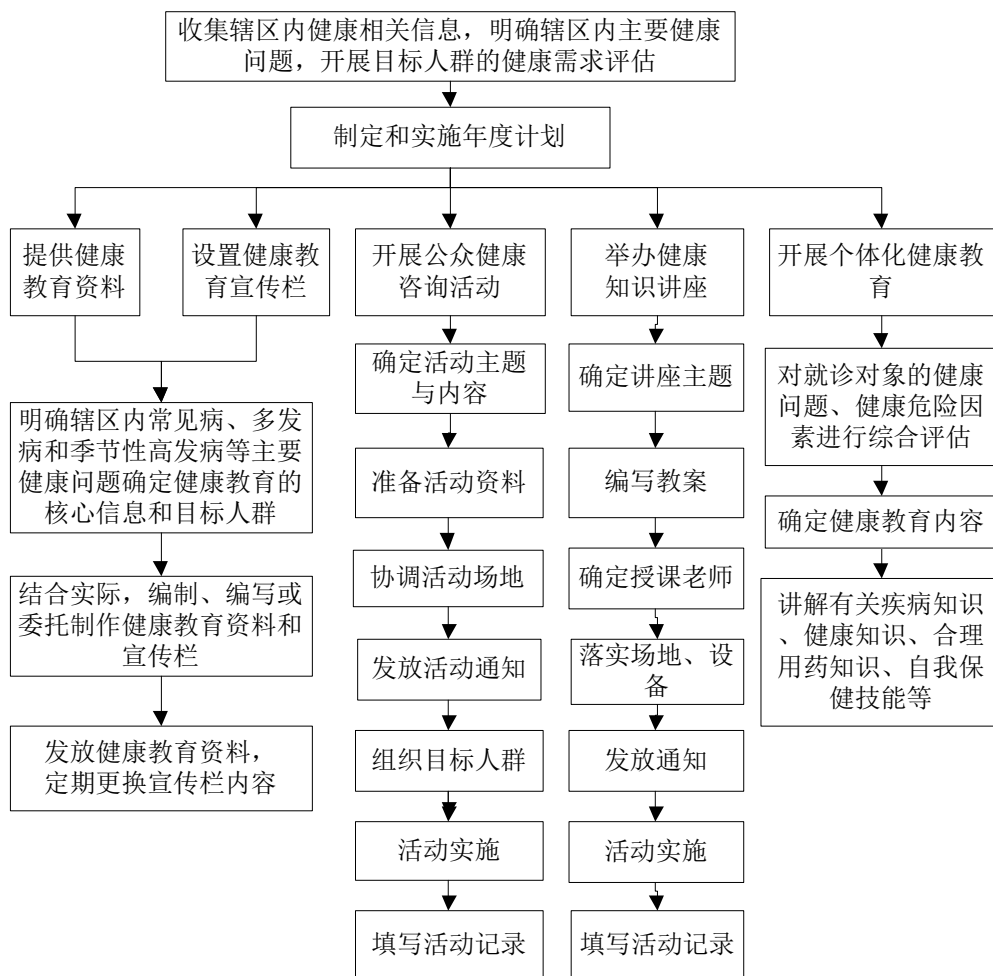 收集辖区内健康相关信息，明确辖区内主要健康
问题，开展目标人群的健康需求评估
制定和实施年度计划
提供健康
教育资料
设置健康教
育宣传栏
开展公众健康
咨询活动
举办健康
知识讲座
开展个体化健康教
育
明确辖区内常见病、多发
病和季节性高发病等主要
健康问题确定健康教育的
核心信息和目标人群
结合实际，编制、编写或
委托制作健康教育资料和
宣传栏
发放健康教育资料，
定期更换宣传栏内容
确定活动主题
与内容
准备活动资料
协调活动场地
发放活动通知
组织目标人群
活动实施
填写活动记录
确定讲座主题
编写教案
确定授课老师
落实场地、设
备
发放通知
活动实施
填写活动记录
对就诊对象的健康
问题、健康危险因
素进行综合评估
确定健康教育内容
讲解有关疾病知识
、健康知识、合理
用药知识、自我保
健技能等